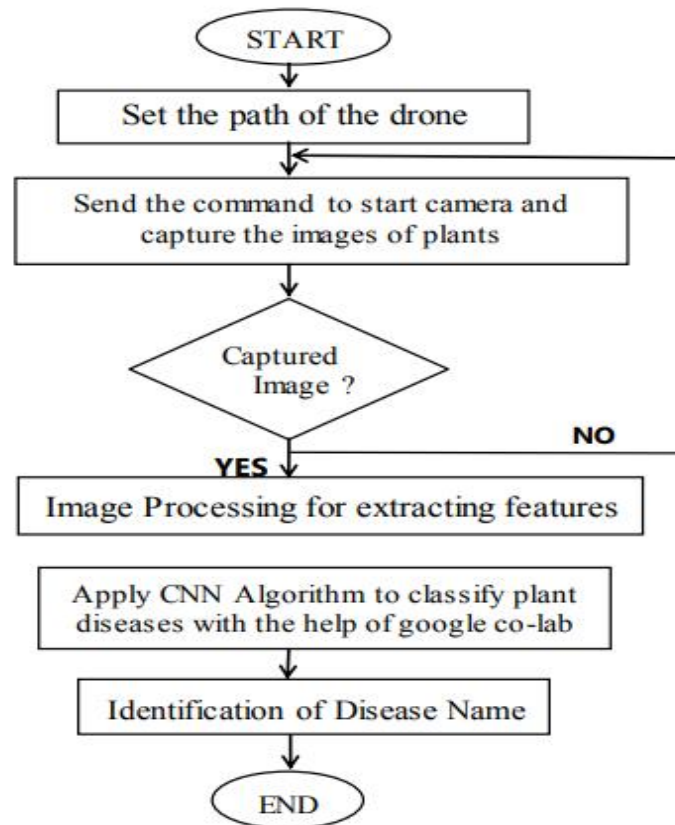 START
Set the path of the drone
Send the command to start camera and
capture the images of plants
Captured
Image ?
NO
YES
Image Processing for extracting features
Apply CNN Algorithm to classify plant
diseases with the help of google co-lab
Identification of Disease Name
END